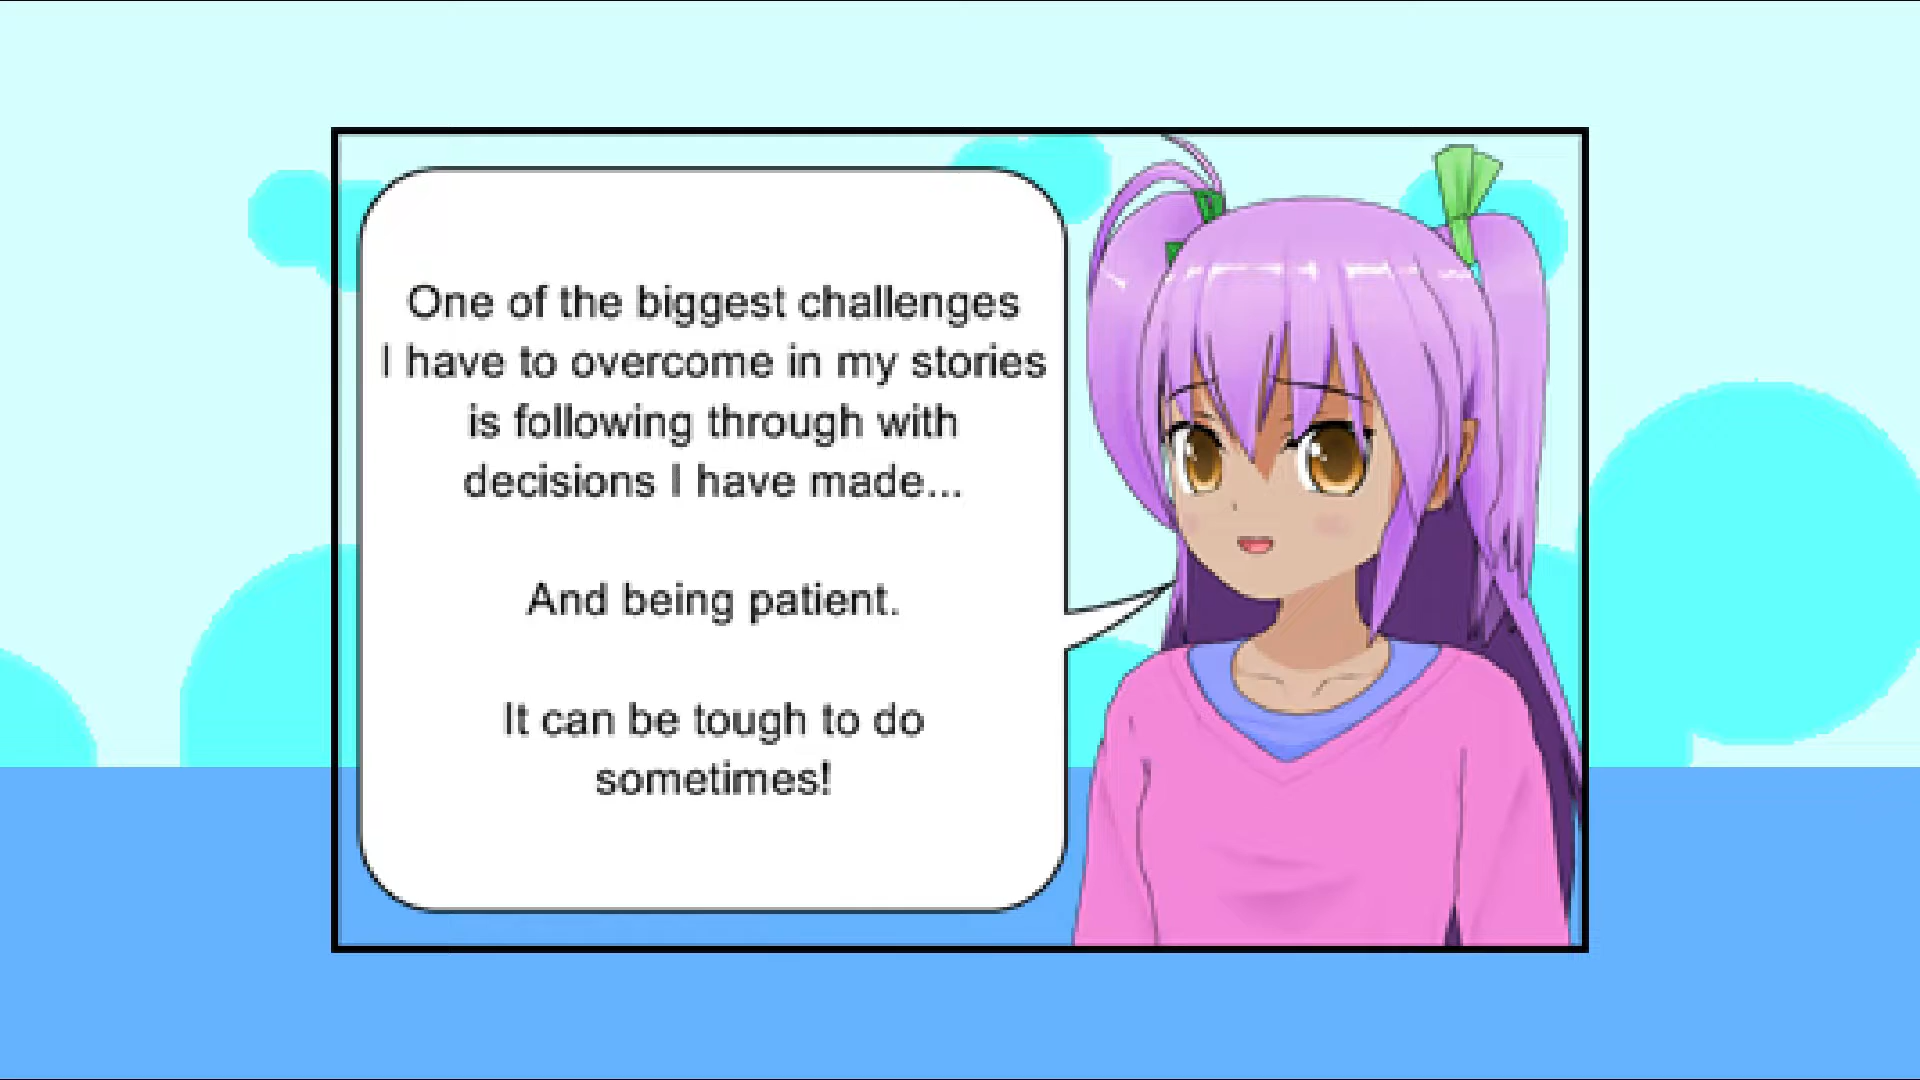 One of the biggest challenges
I have to overcome in my stories
is following through with
decisions I have made...
And being patient.
It can be tough to do
sometimes!